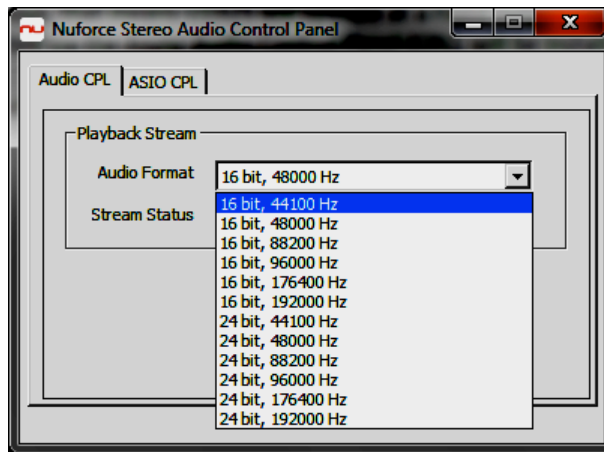 Nuforce Stereo Audio Control Panel
Audio CPL ASIO CPL
Playback Stream
Audio Format 16 bit, 48000 Hz
Stream Status
16 bit, 44100 Hz
16 bit, 48000 Hz
16 bit, 88200 Hz
16 bit, 96000 Hz
16 bit, 176400 Hz
16 bit, 192000 Hz
24 bit, 44100 Hz
24 bit, 48000 Hz
24 bit, 88200 Hz
24 bit, 96000 Hz
24 bit, 176400 Hz
24 bit, 192000 Hz